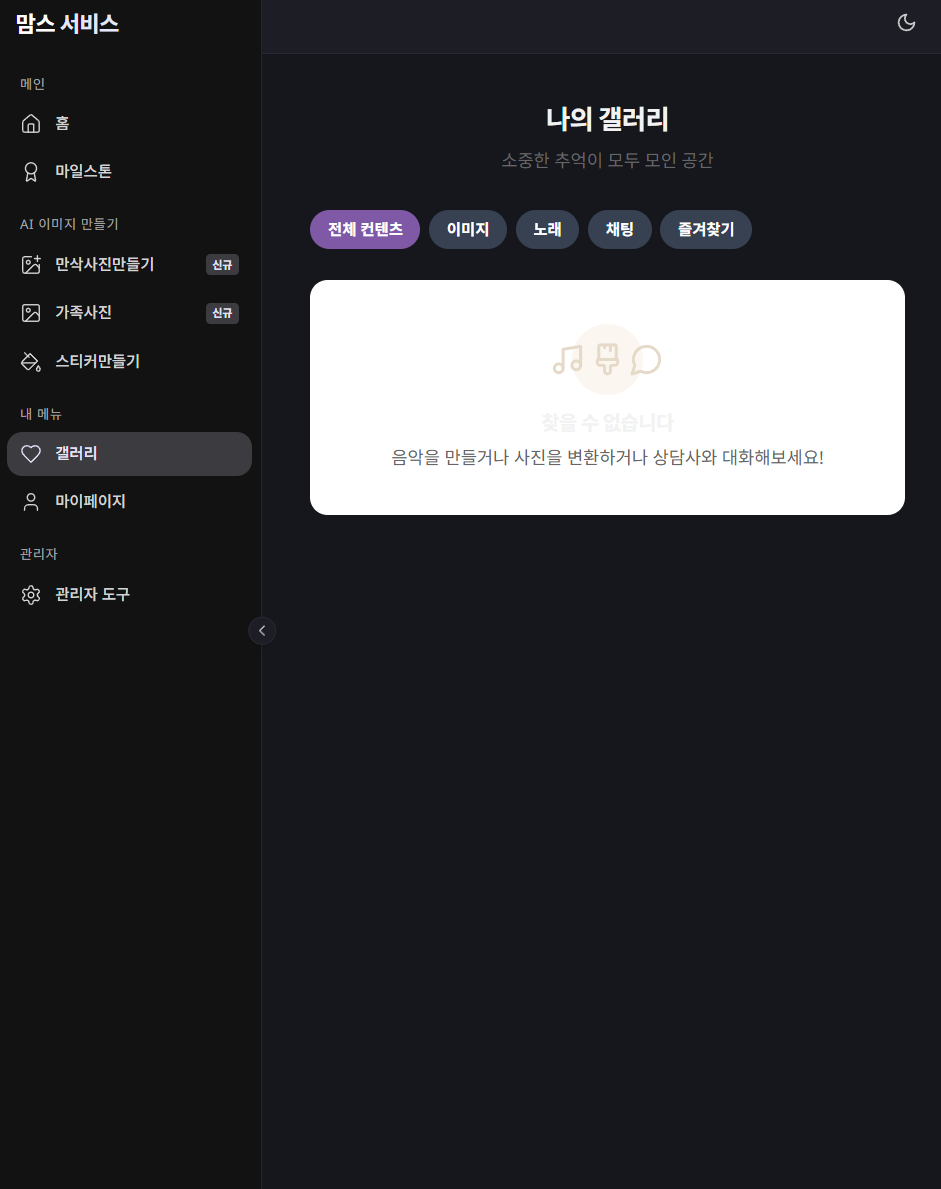 맘스 서비스
메인
홈
마일스톤
AI 이미지 만들기
만삭사진만들기 신규
가족사진 신규
스티커만들기
내 메뉴
갤러리
마이페이지
관리자
관리자 도구
나의 갤러리
소중한 추억이 모두 모인 공간
전체 컨텐츠 이미지 노래 채팅 즐겨찾기
찾을 수 없습니다
음악을 만들거나 사진을 변환하거나 상담사와 대화해보세요!